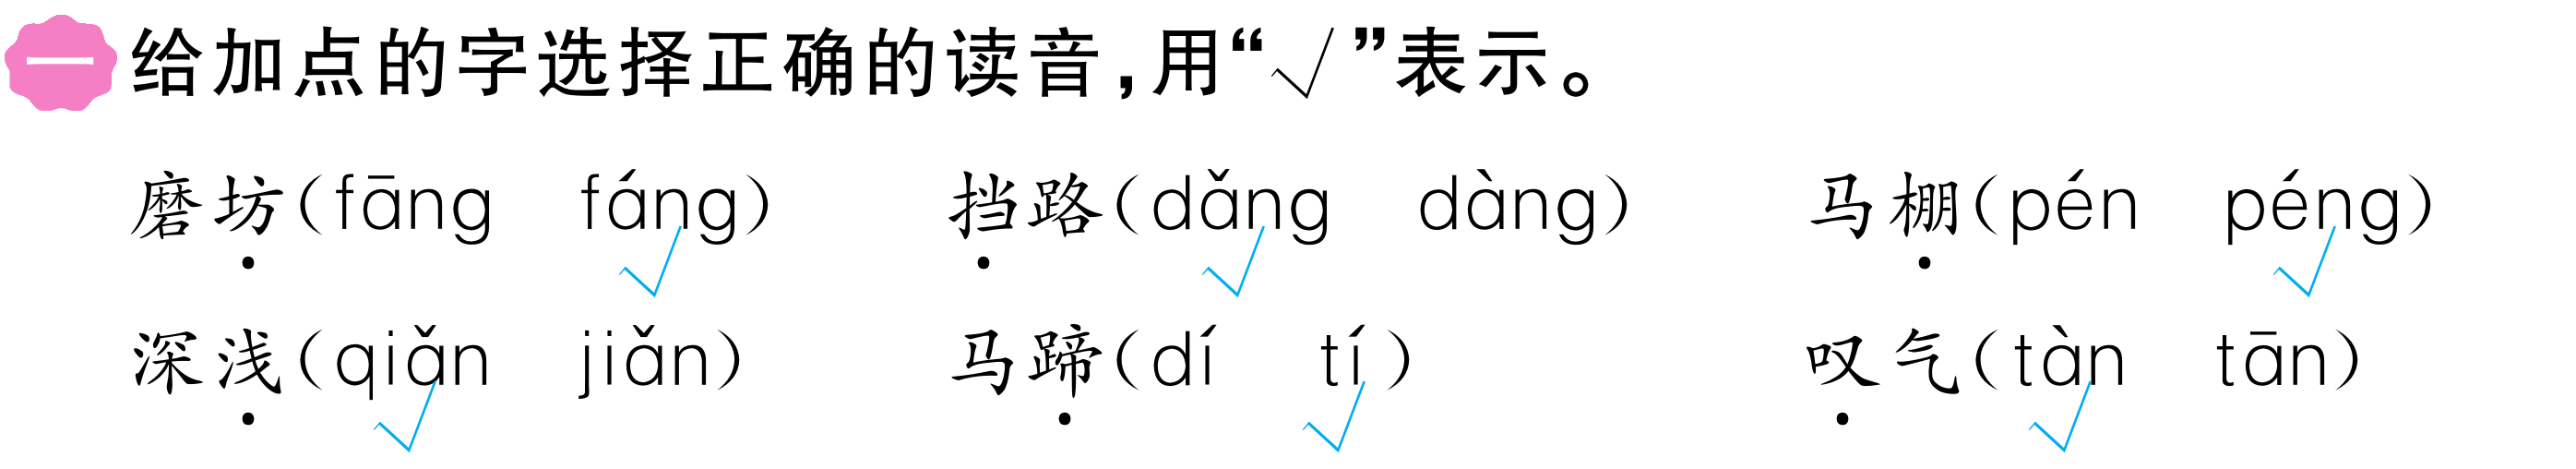 一 给加点的字选择正确的读音,用“√”表示。
磨坊(fāng fáng) 挡路(dǎng dàng) 马棚(pén péng)
深浅(qiǎn jiǎn) 马蹄(dí tí) 叹气(tàn tān)